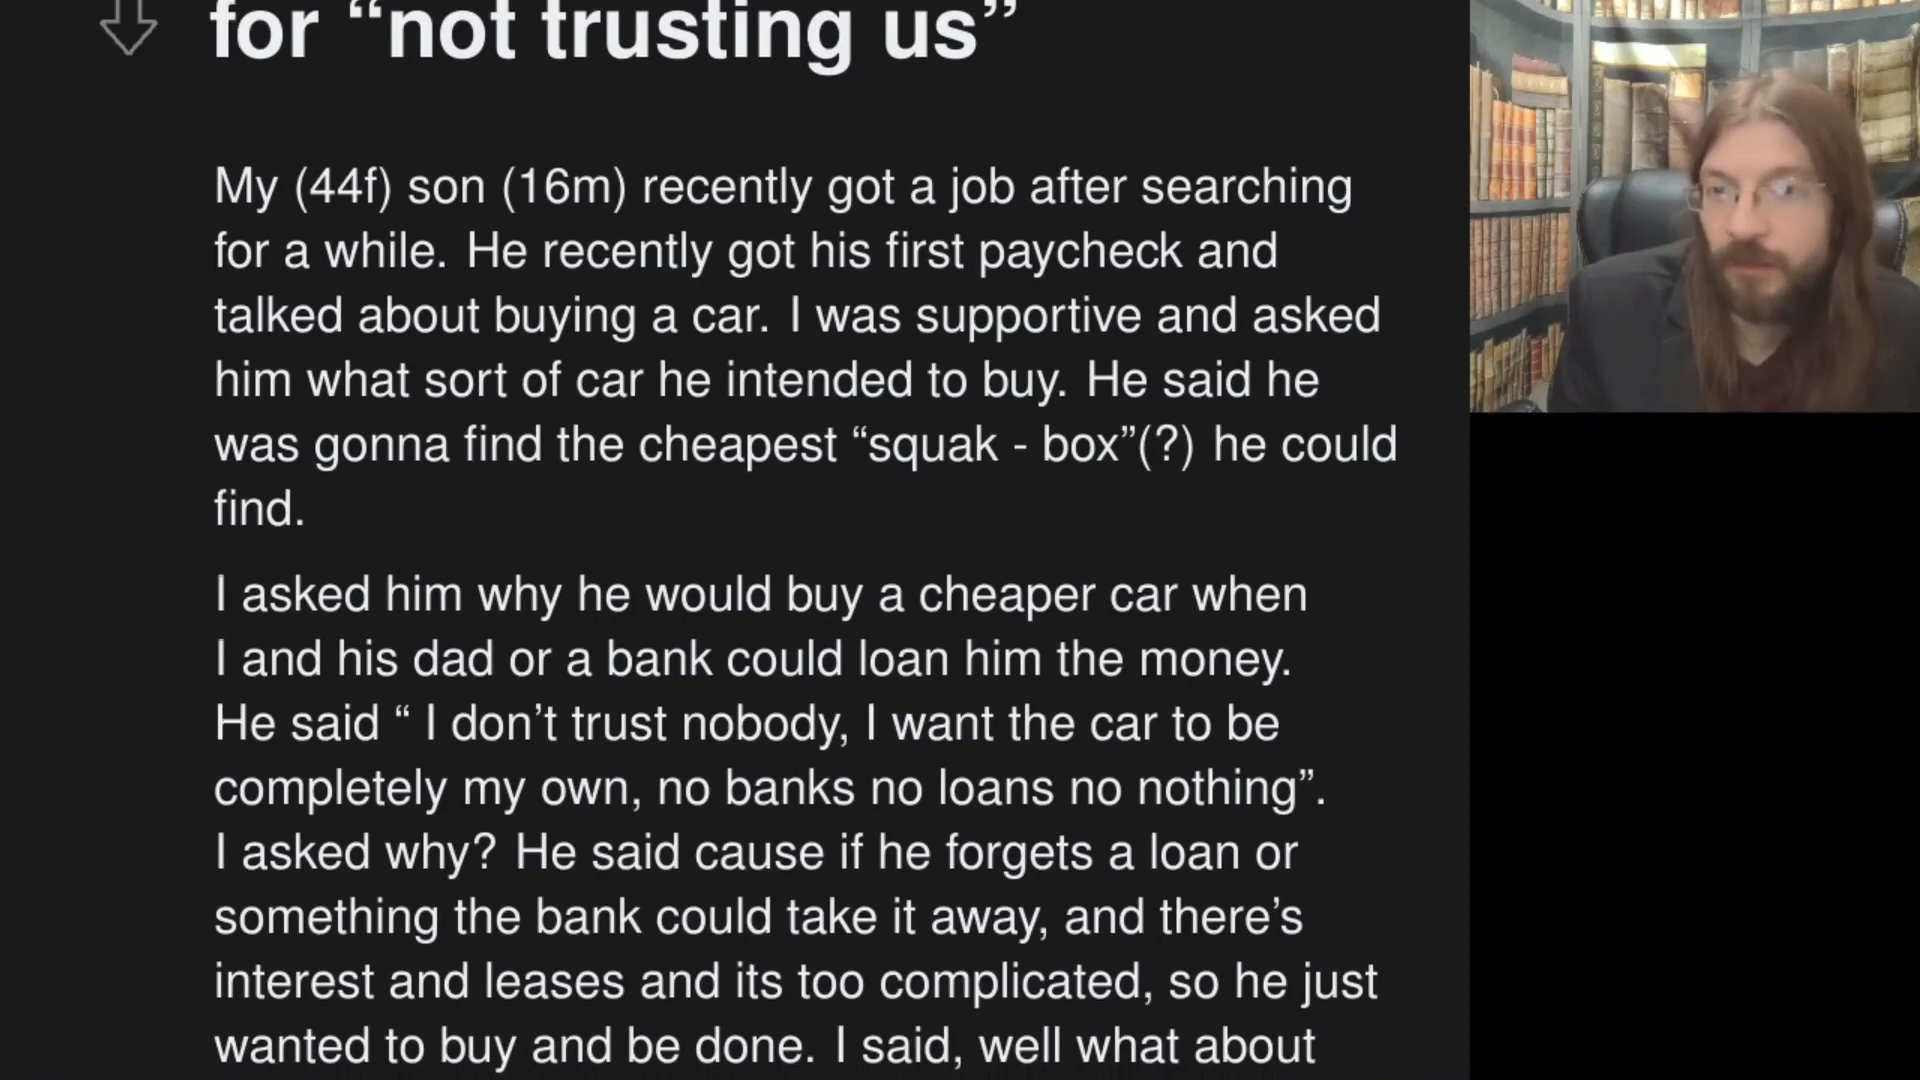 for “not trusting us”
My (44f) son (16m) recently got a job after searching
for a while. He recently got his first paycheck and
talked about buying a car. I was supportive and asked
him what sort of car he intended to buy. He said he
was gonna find the cheapest “squak - box”(?) he could
find.
I asked him why he would buy a cheaper car when
I and his dad or a bank could loan him the money.
He said “ I don’t trust nobody, I want the car to be
completely my own, no banks no loans no nothing”.
I asked why? He said cause if he forgets a loan or
something the bank could take it away, and there’s
interest and leases and its too complicated, so he just
wanted to buy and be done. I said, well what about